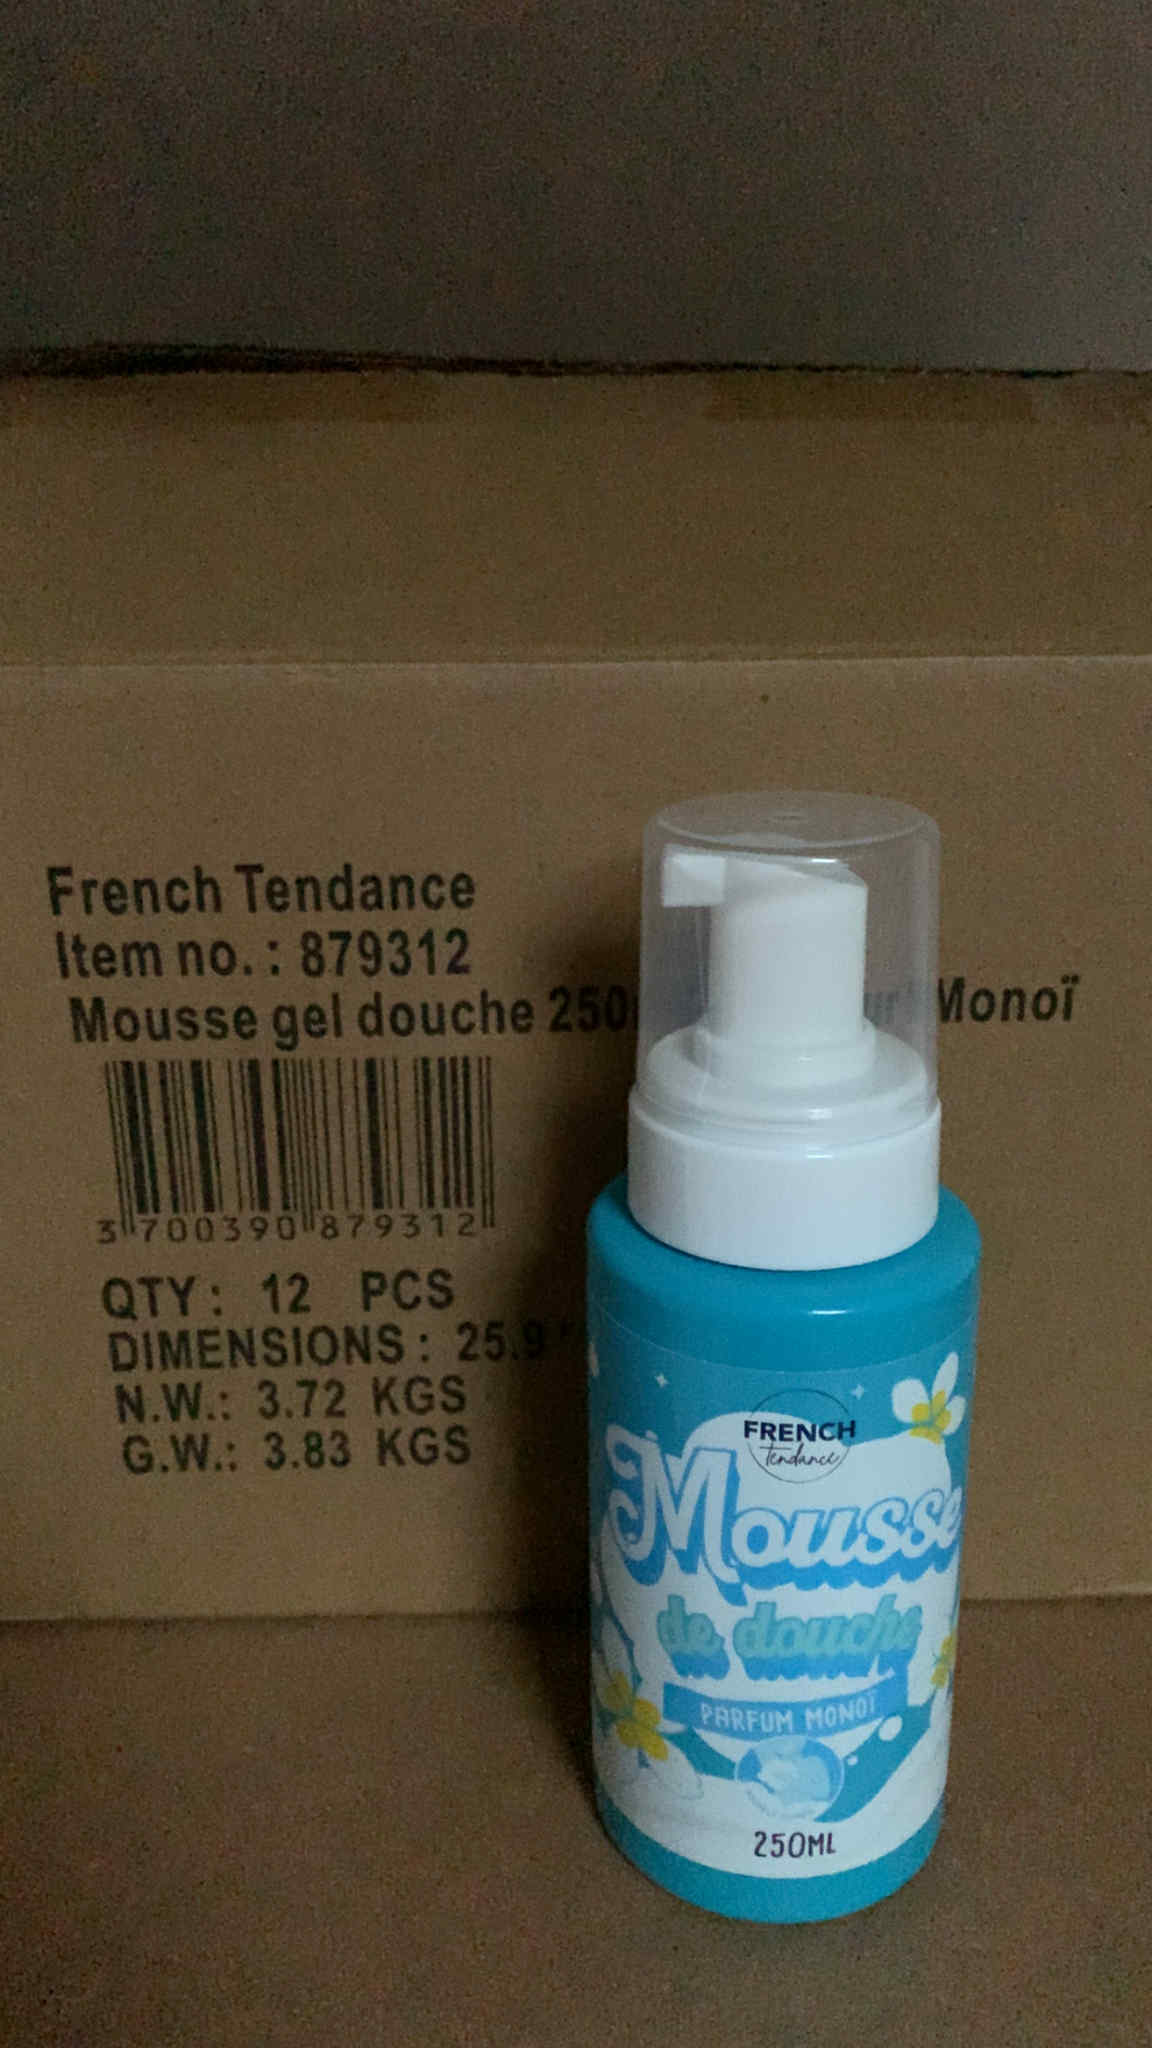 French Tendance
Item no.: 879312
Mousse gel douche 250 Monoï
3 700390 879312
QTY: 12 PCS
DIMENSIONS: 25.9
N.W.: 3.72 KGS
G.W.: 3.83 KGS
FRENCH
Tendance
Mousse
de douche
PARFUM MONOÏ
250ML